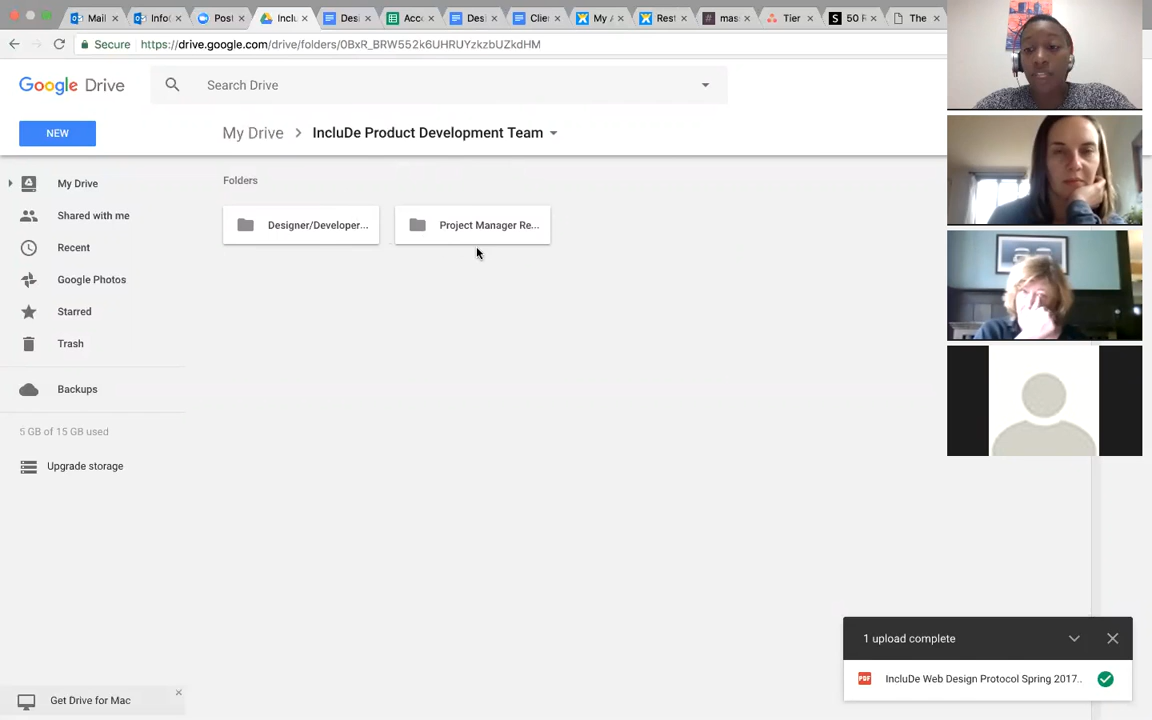 Mail
Info(
Post
Inclu
Desi
Acco
Des
Clie
My A
Rest
mas
Tier
50 R
The
Secure https://drive.google.com/drive/folders/0BxR_BRW552k6UHRUYzkzbUZkdHM
Google Drive
Search Drive
NEW
My Drive > IncluDe Product Development Team
Folders
Designer/Developer...
Project Manager Re...
My Drive
Shared with me
Recent
Google Photos
Starred
Trash
Backups
5 GB of 15 GB used
Upgrade storage
1 upload complete
PDF IncluDe Web Design Protocol Spring 2017..
Get Drive for Mac